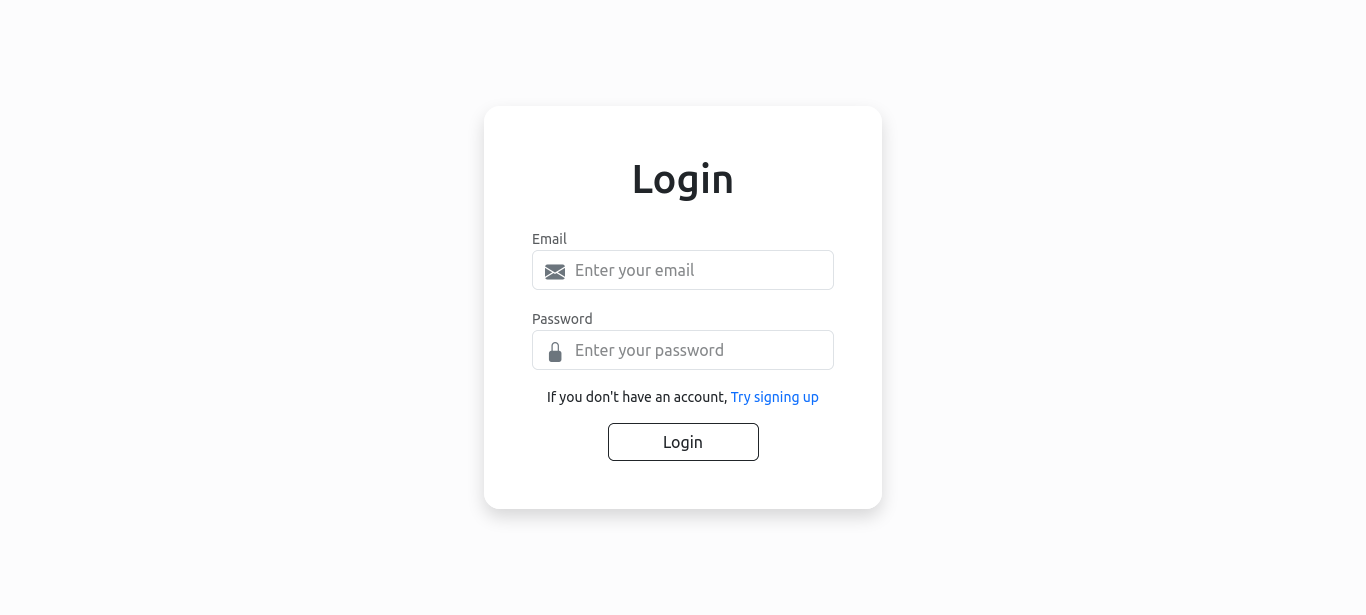 Login
Email
Enter your email
Password
Enter your password
If you don't have an account, Try signing up
Login